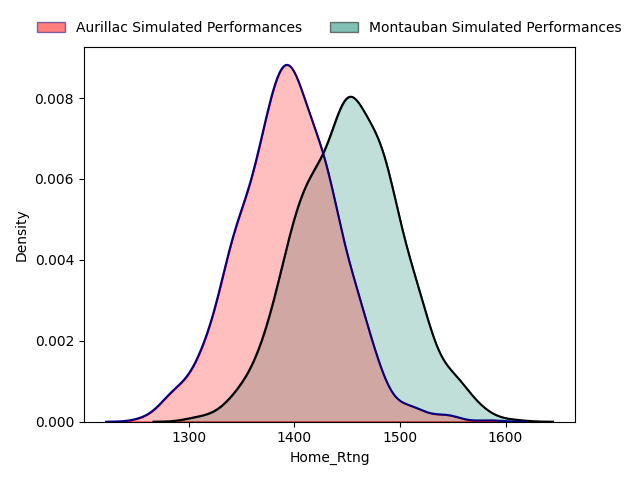 Aurillac Simulated Performances Montauban Simulated Performances
0.008
0.006
0.004
0.002
0.000
Density
1300 1400 1500 1600
Home_Rtng